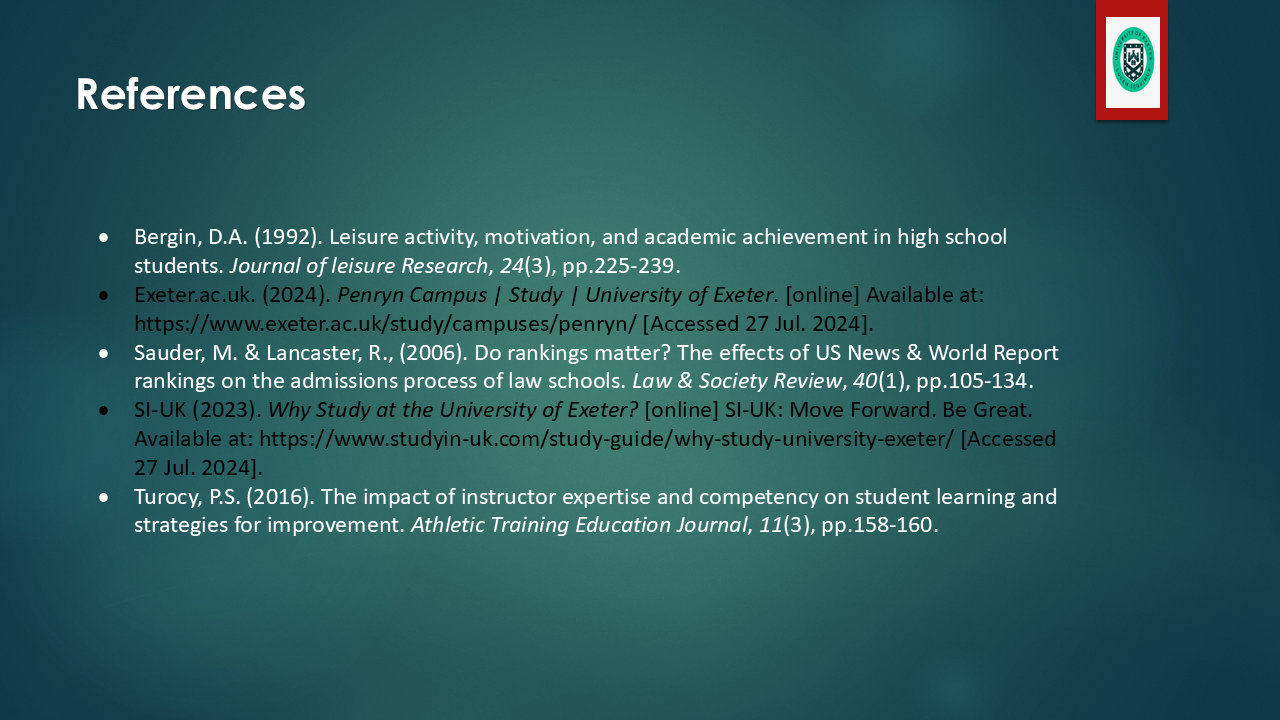 References
• Bergin, D.A. (1992). Leisure activity, motivation, and academic achievement in high school
students. Journal of leisure Research, 24(3), pp.225-239.
• Exeter.ac.uk. (2024). Penryn Campus | Study | University of Exeter. [online] Available at:
https://www.exeter.ac.uk/study/campuses/penryn/ [Accessed 27 Jul. 2024].
• Sauder, M. & Lancaster, R., (2006). Do rankings matter? The effects of US News & World Report
rankings on the admissions process of law schools. Law & Society Review, 40(1), pp.105-134.
• SI-UK (2023). Why Study at the University of Exeter? [online] SI-UK: Move Forward. Be Great.
Available at: https://www.studyin-uk.com/study-guide/why-study-university-exeter/ [Accessed
27 Jul. 2024].
• Turocy, P.S. (2016). The impact of instructor expertise and competency on student learning and
strategies for improvement. Athletic Training Education Journal, 11(3), pp.158-160.